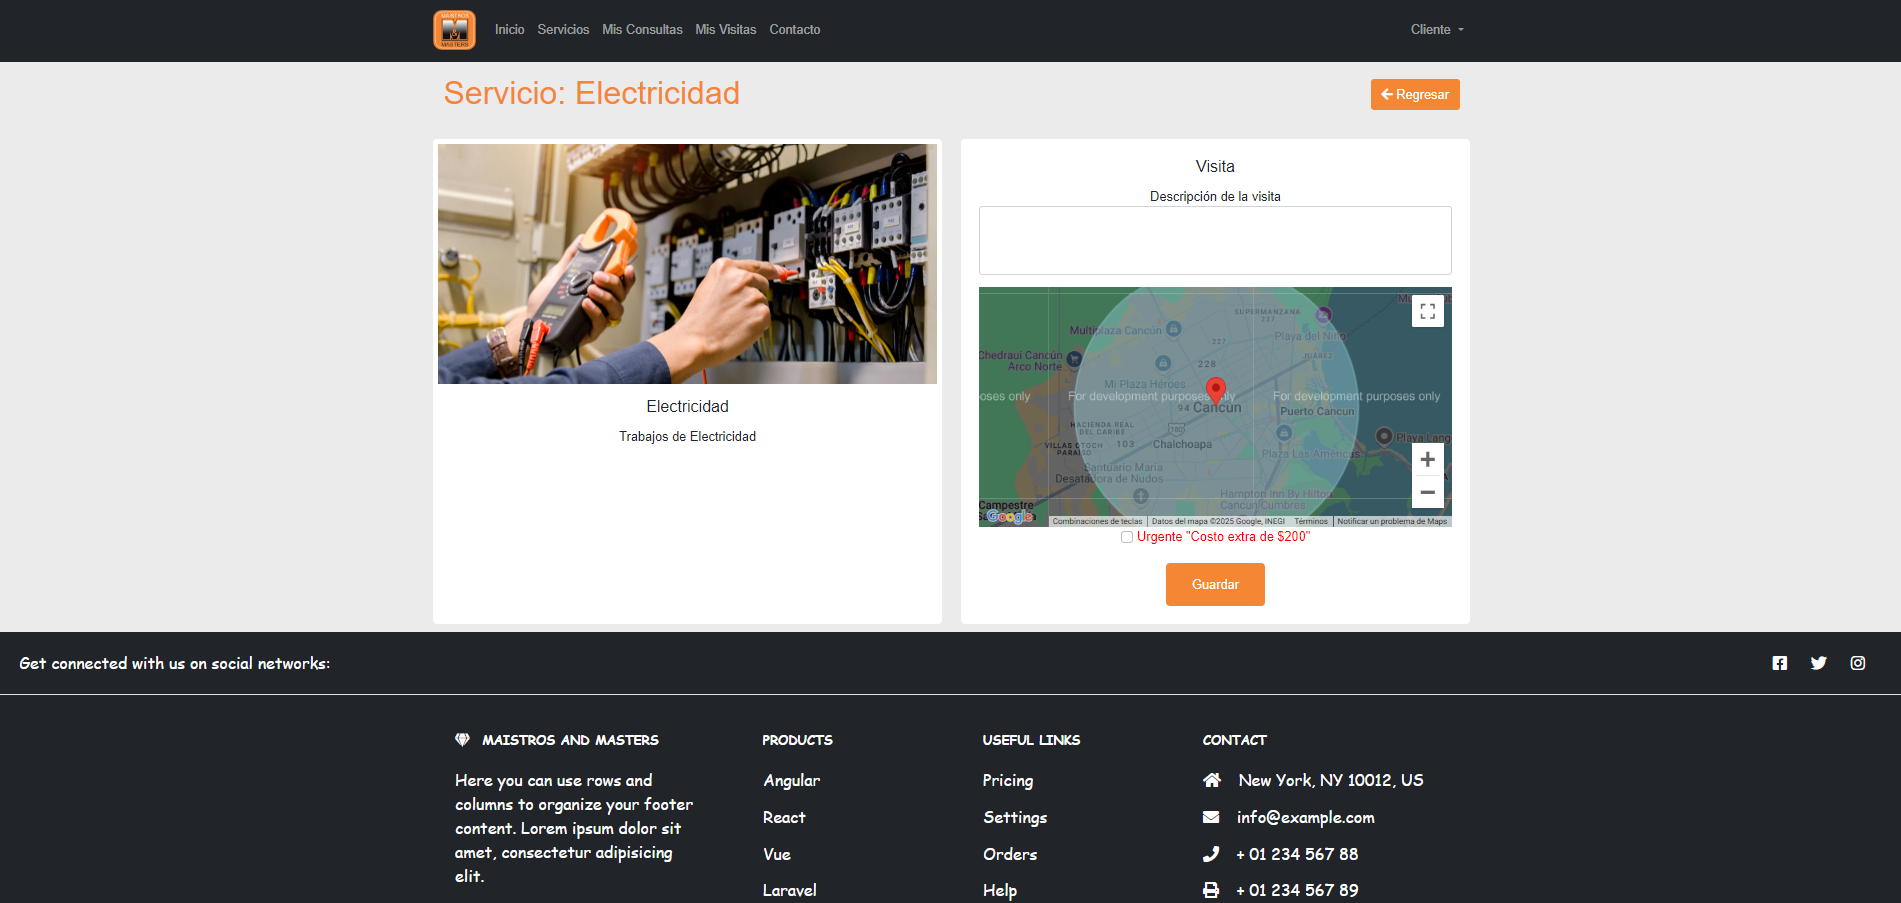 MAISTROS
MASTERS
Inicio Servicios Mis Consultas Mis Visitas Contacto Cliente
Servicio: Electricidad
Regresar
Visita
Descripción de la visita
Electricidad
Trabajos de Electricidad
SUPERMANZANA
227
Multiplaza Cancún
Playa del Niño
227
JUÁREZ
Chedraui Cancún
Arco Norte
228
Mi Plaza Héroes
oses only
For development purposes only
For development purposes only
94 Cancún
Puerto Cancun
HACIENDA REAL
DEL CARIBE
180
VILLAS OTOCH
PARAÍSO
103
Chalchoapa
Playa Lang
Plaza Las Américas
Santuario María
Desatadora de Nudos
Hampton Inn By Hilton
Cancun Cumbres
Campestre
Google
Combinaciones de teclas
Datos del mapa ©2025 Google, INEGI
Términos
Notificar un problema de Maps
Urgente "Costo extra de $200"
Guardar
Get connected with us on social networks:
MAISTROS AND MASTERS
Here you can use rows and
columns to organize your footer
content. Lorem ipsum dolor sit
amet, consectetur adipisicing
elit.
PRODUCTS
Angular
React
Vue
Laravel
USEFUL LINKS
Pricing
Settings
Orders
Help
CONTACT
New York, NY 10012, US
info@example.com
+ 01 234 567 88
+ 01 234 567 89